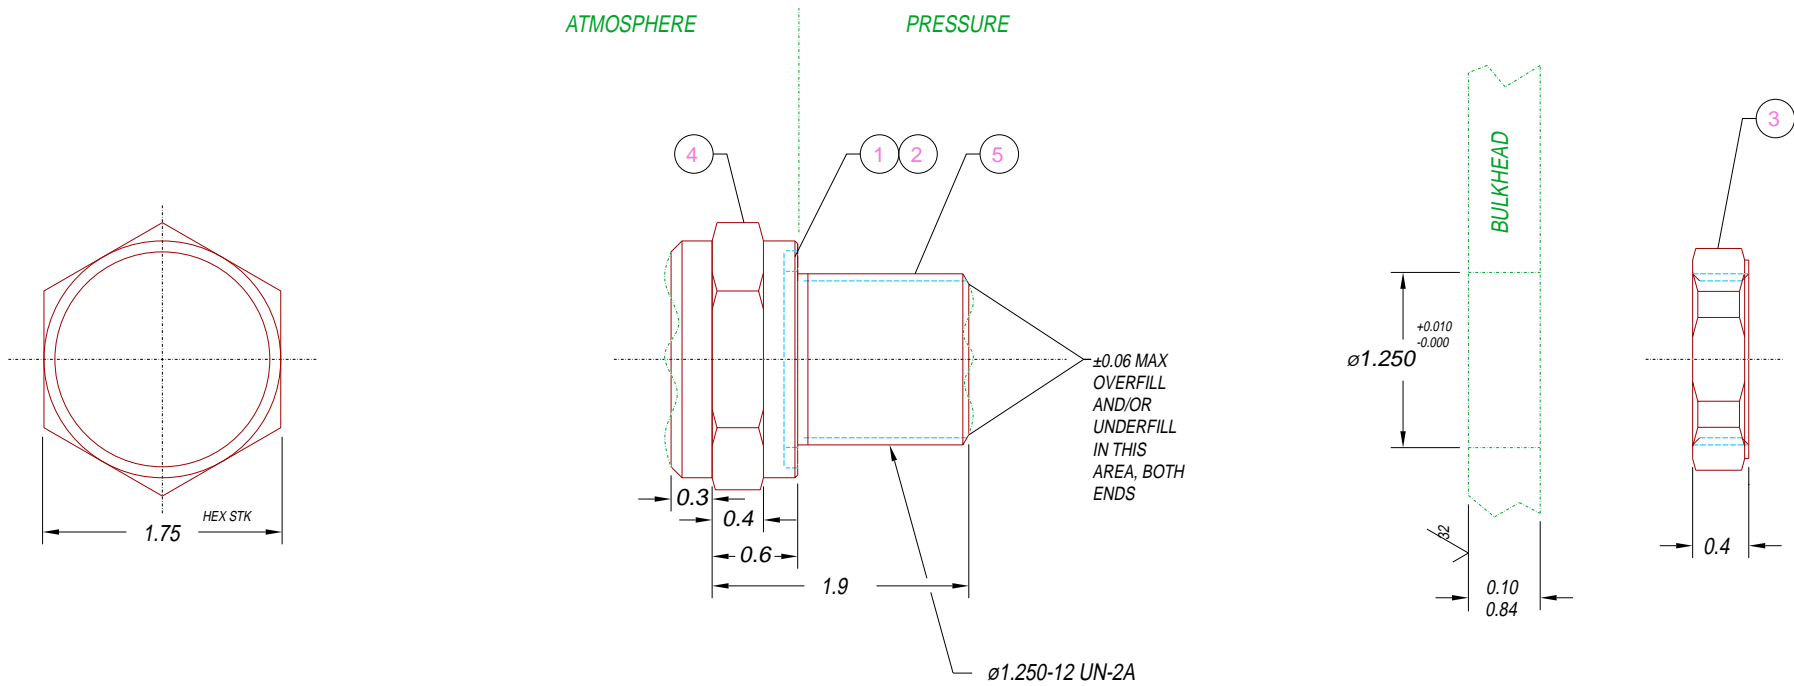 ATMOSPHERE
PRESSURE
4
1
2
5
3
BULKHEAD
HEX STK
1.75
0.3
0.4
0.6
1.9
±0.06 MAX
OVERFILL
AND/OR
UNDERFILL
IN THIS
AREA, BOTH
ENDS
ø1.250-12 UN-2A
+0.010
-0.000
ø1.250
32
0.10
0.84
0.4